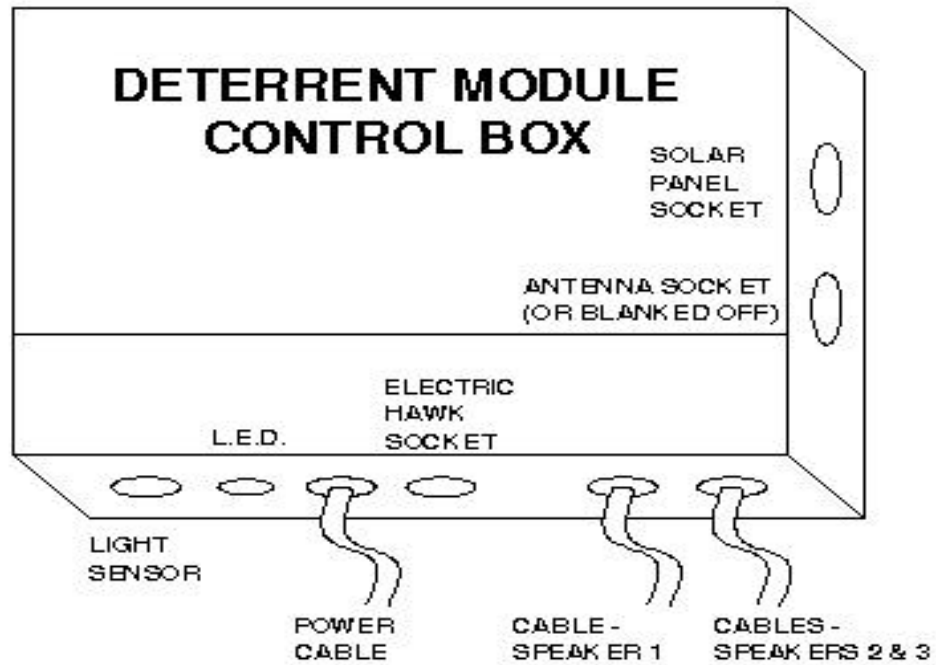 DETERRENT MODULE
CONTROL BOX
SOLAR
PANEL
SOCKET
ANTENNA SOCKET
(OR BLANKED OFF)
ELECTRIC
HAWK
SOCKET
L.E.D.
LIGHT
SENSOR
POWER
CABLE
CABLE -
SPEAKER 1
CABLES -
SPEAKERS 2 & 3